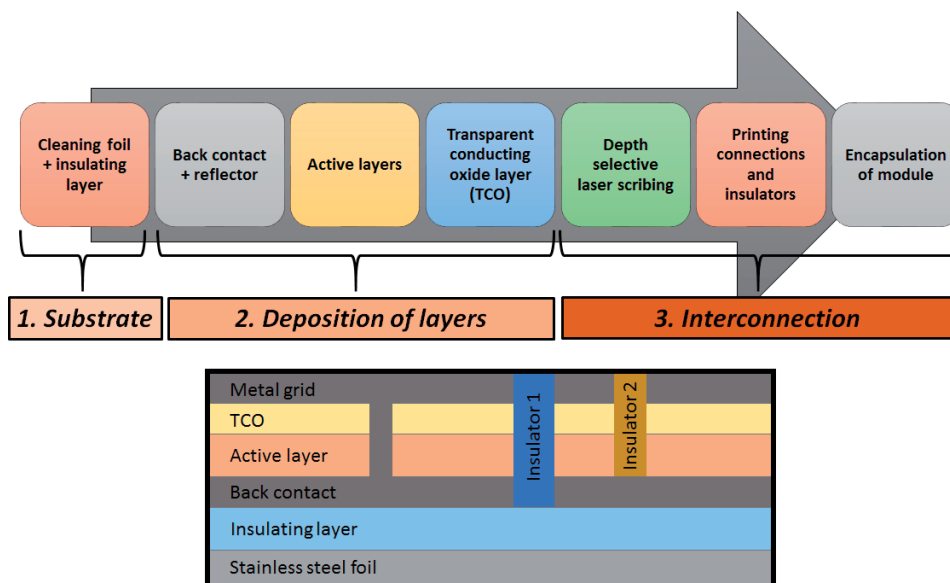 Cleaning foil
+ insulating
layer
Back contact
+ reflector
Active layers
Transparent
conducting
oxide layer
(TCO)
Depth
selective
laser scribing
Printing
connections
and
insulators
Encapsulation
of module
1. Substrate
2. Deposition of layers
3. Interconnection
Metal grid
TCO
Active layer
Back contact
Insulating layer
Stainless steel foil
Insulator 1
Insulator 2